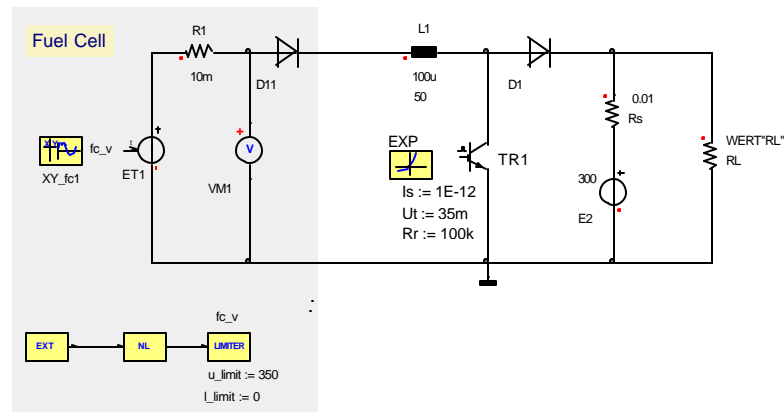 Fuel Cell
R1
10m
D11
L1
100u
50
D1
0.01
Rs
WERT"RL"
RL
XY_fc1
fc_v
ET1
V
VM1
EXP
TR1
Is := 1E-12
Ut := 35m
Rr := 100k
300
E2
fc_v
EXT
NL
LIMITER
u_limit := 350
l_limit := 0